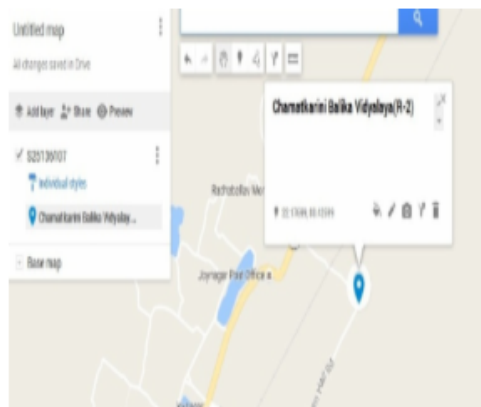 Untitled map
All changes saved in Drive
Add layer Share Preview
S25136107
Individual styles
Chamatkarini Balika Vidyalay...
Base map
Chamatkarini Balika Vidyalaya(R-2)
Joynagar Post Office